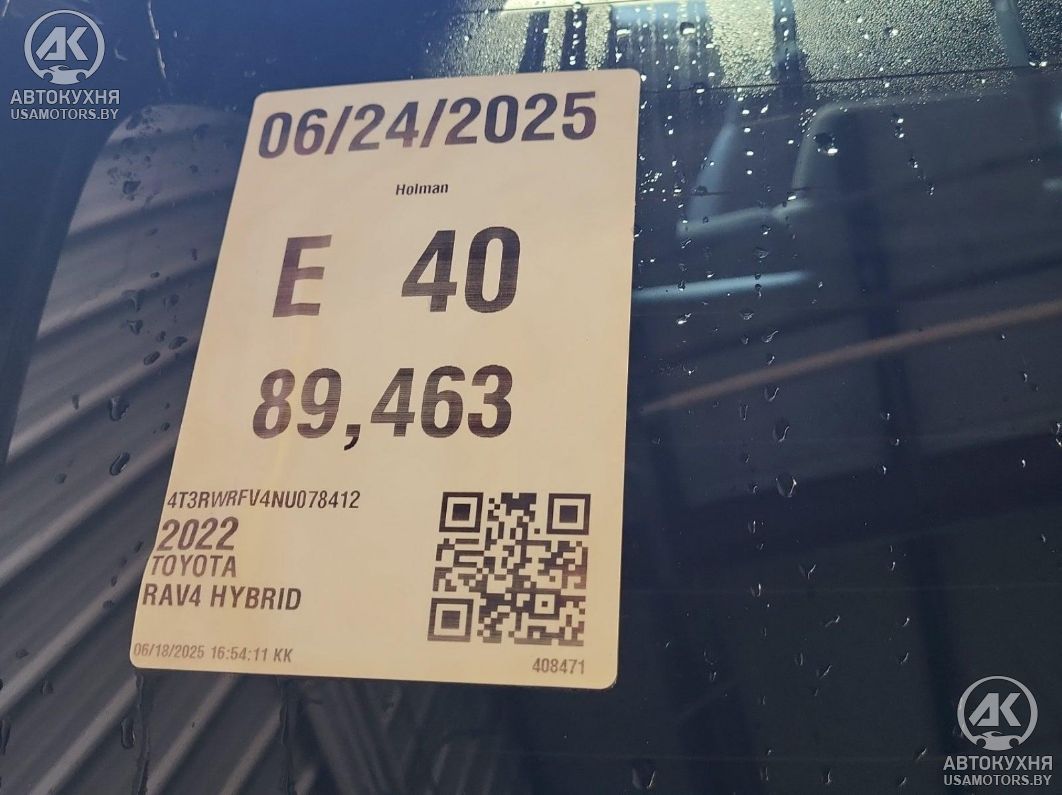 AK
АВТОКУХНЯ
USAMOTORS.BY
06/24/2025
Holman
E 40
89,463
4T3RWRFV4NU078412
2022
TOYOTA
RAV4 HYBRID
06/18/2025 16:54:11 KK
408471
AK
АВТОКУХНЯ
USAMOTORS.BY